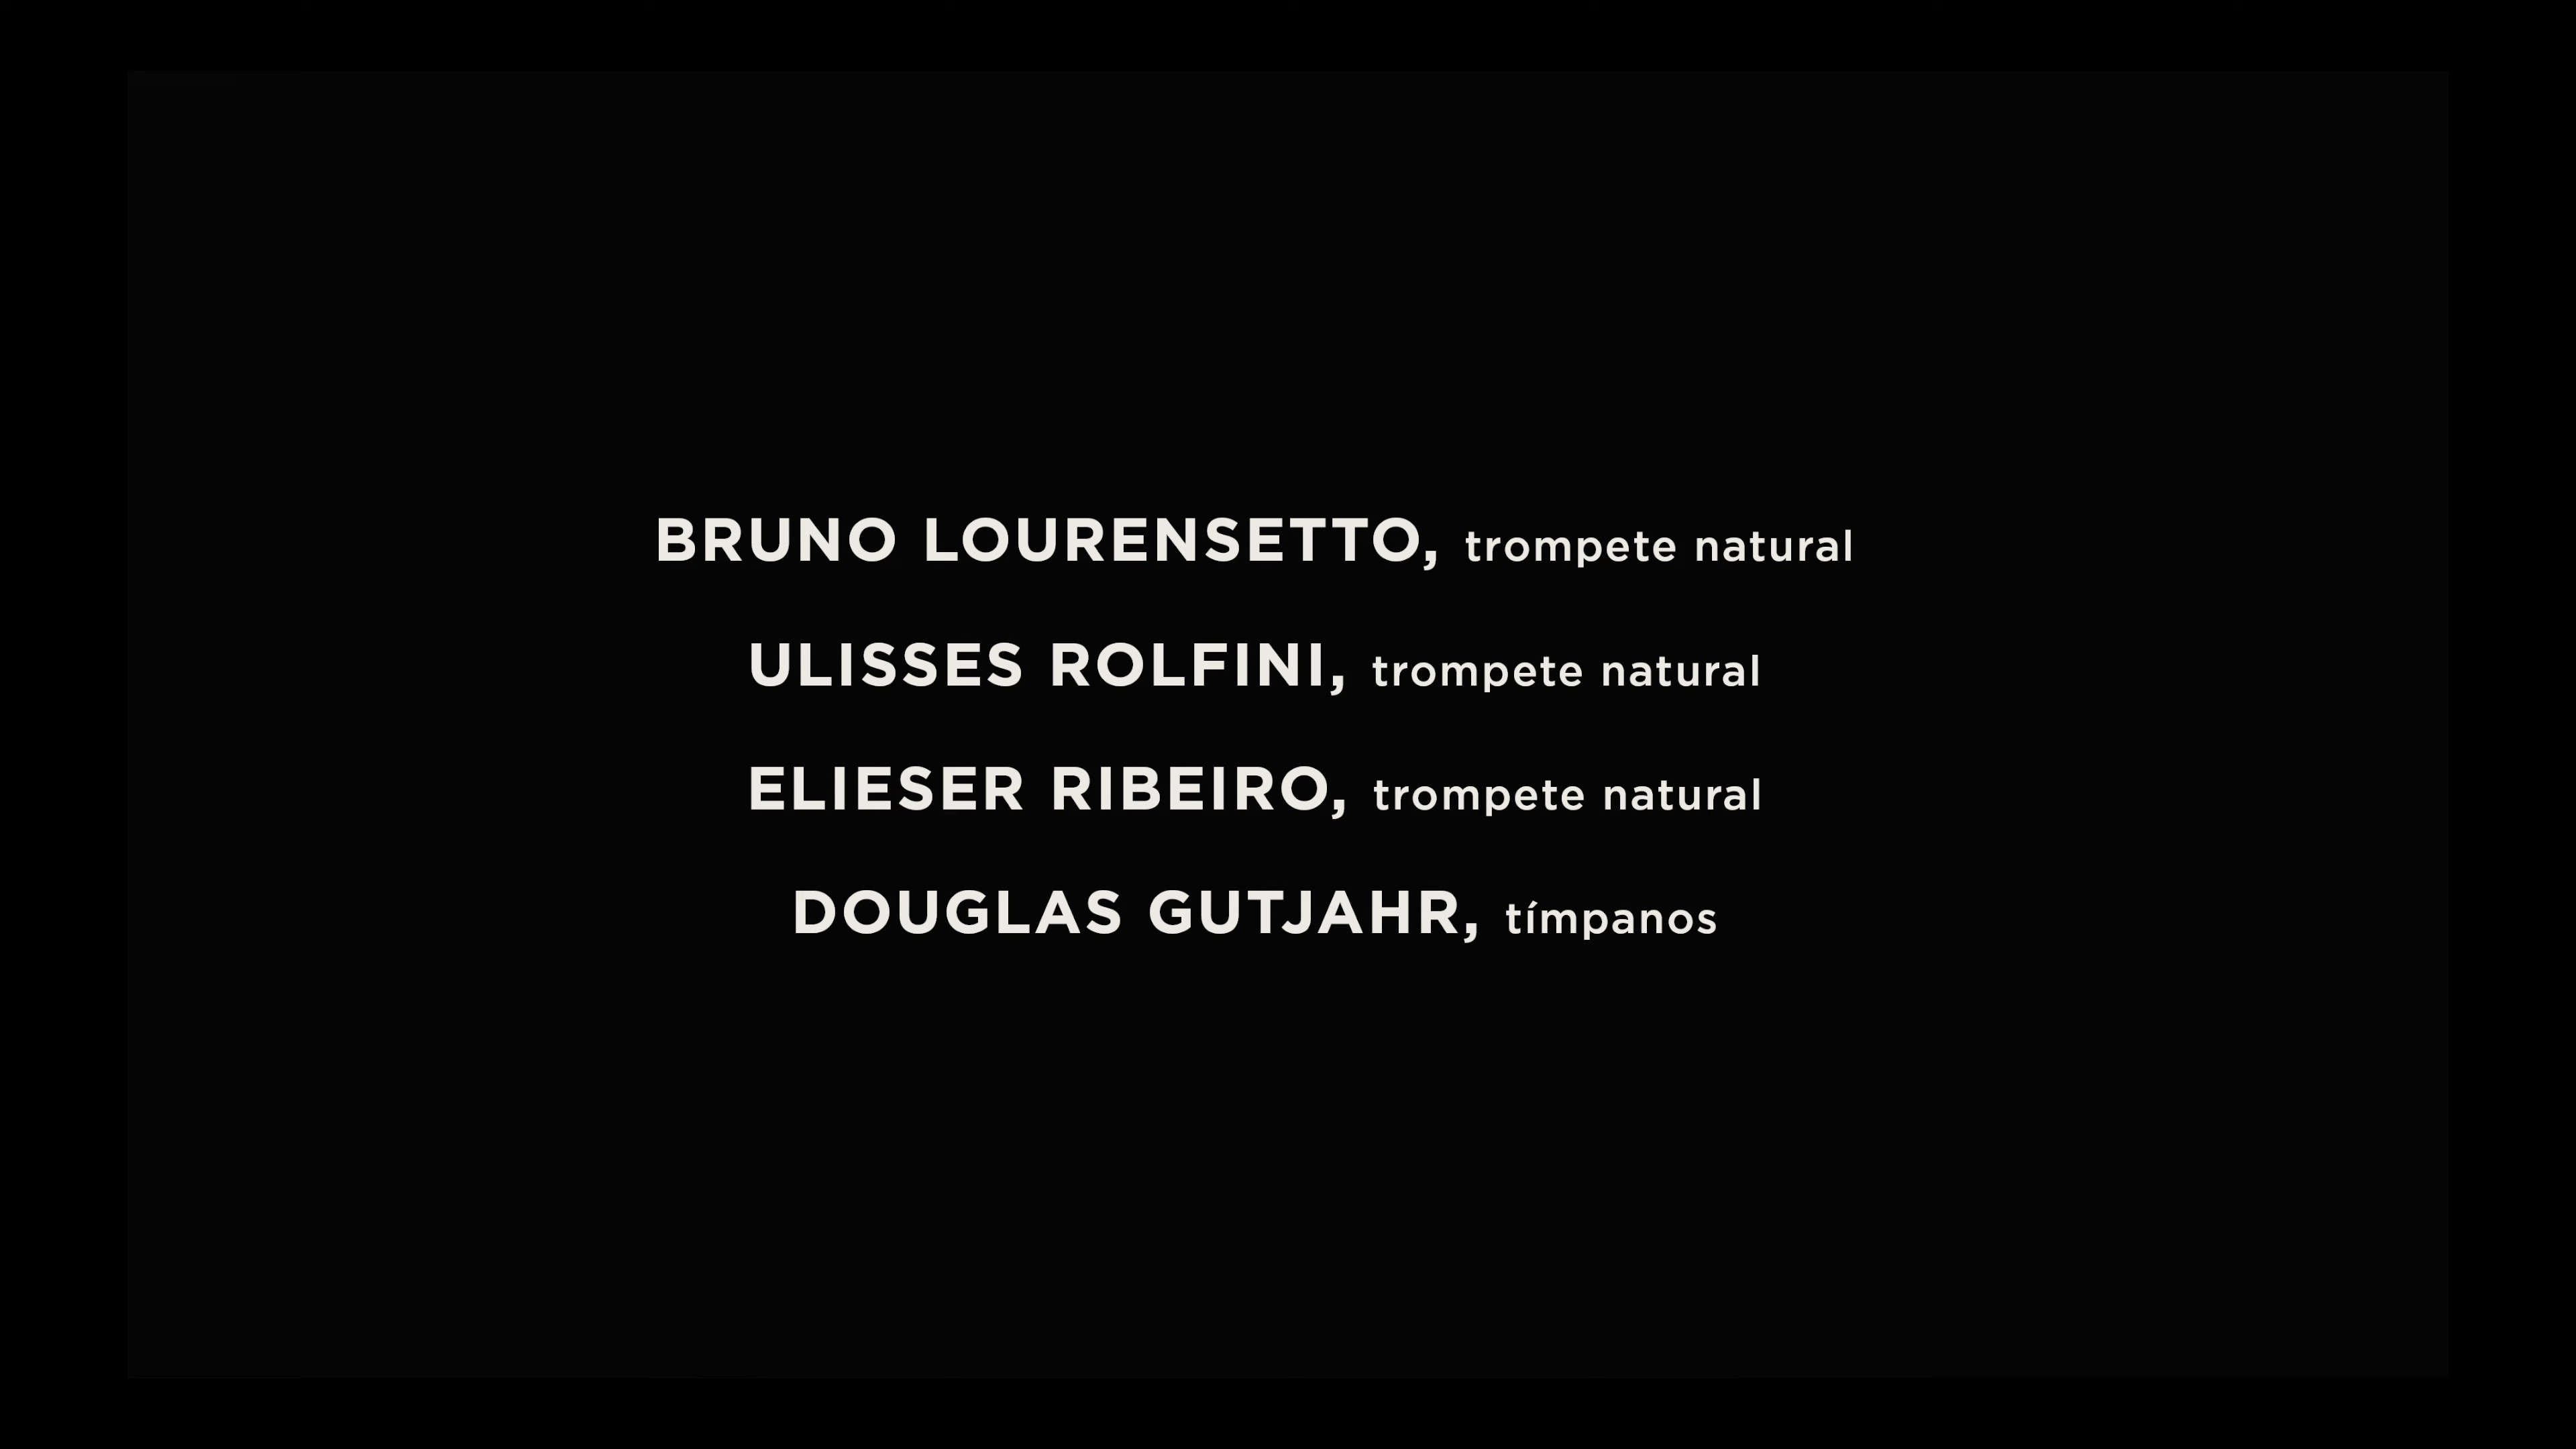 BRUNO LOURENSETTO, trompete natural
ULISSES ROLFINI, trompete natural
ELIESER RIBEIRO, trompete natural
DOUGLAS GUTJAHR, tímpanos